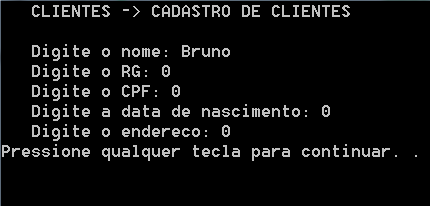 CLIENTES -> CADASTRO DE CLIENTES
Digite o nome: Bruno
Digite o RG: 0
Digite o CPF: 0
Digite a data de nascimento: 0
Digite o endereco: 0
Pressione qualquer tecla para continuar. .